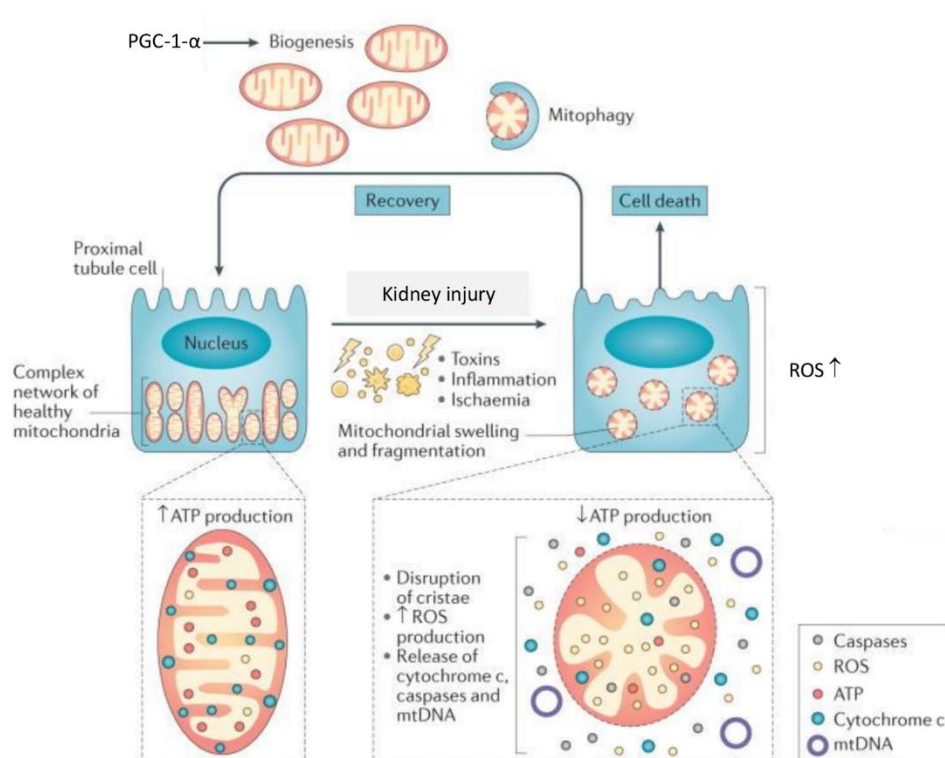 PGC-1-α
Biogenesis
Mitophagy
Recovery
Cell death
Proximal
tubule cell
Kidney injury
Nucleus
• Toxins
• Inflammation
• Ischaemia
ROS ↑
Complex
network of
healthy
mitochondria
Mitochondrial swelling
and fragmentation
↑ATP production
↓ATP production
• Disruption
of cristae
• ↑ROS
production
• Release of
cytochrome c,
caspases and
mtDNA
Caspases
ROS
ATP
Cytochrome c
mtDNA